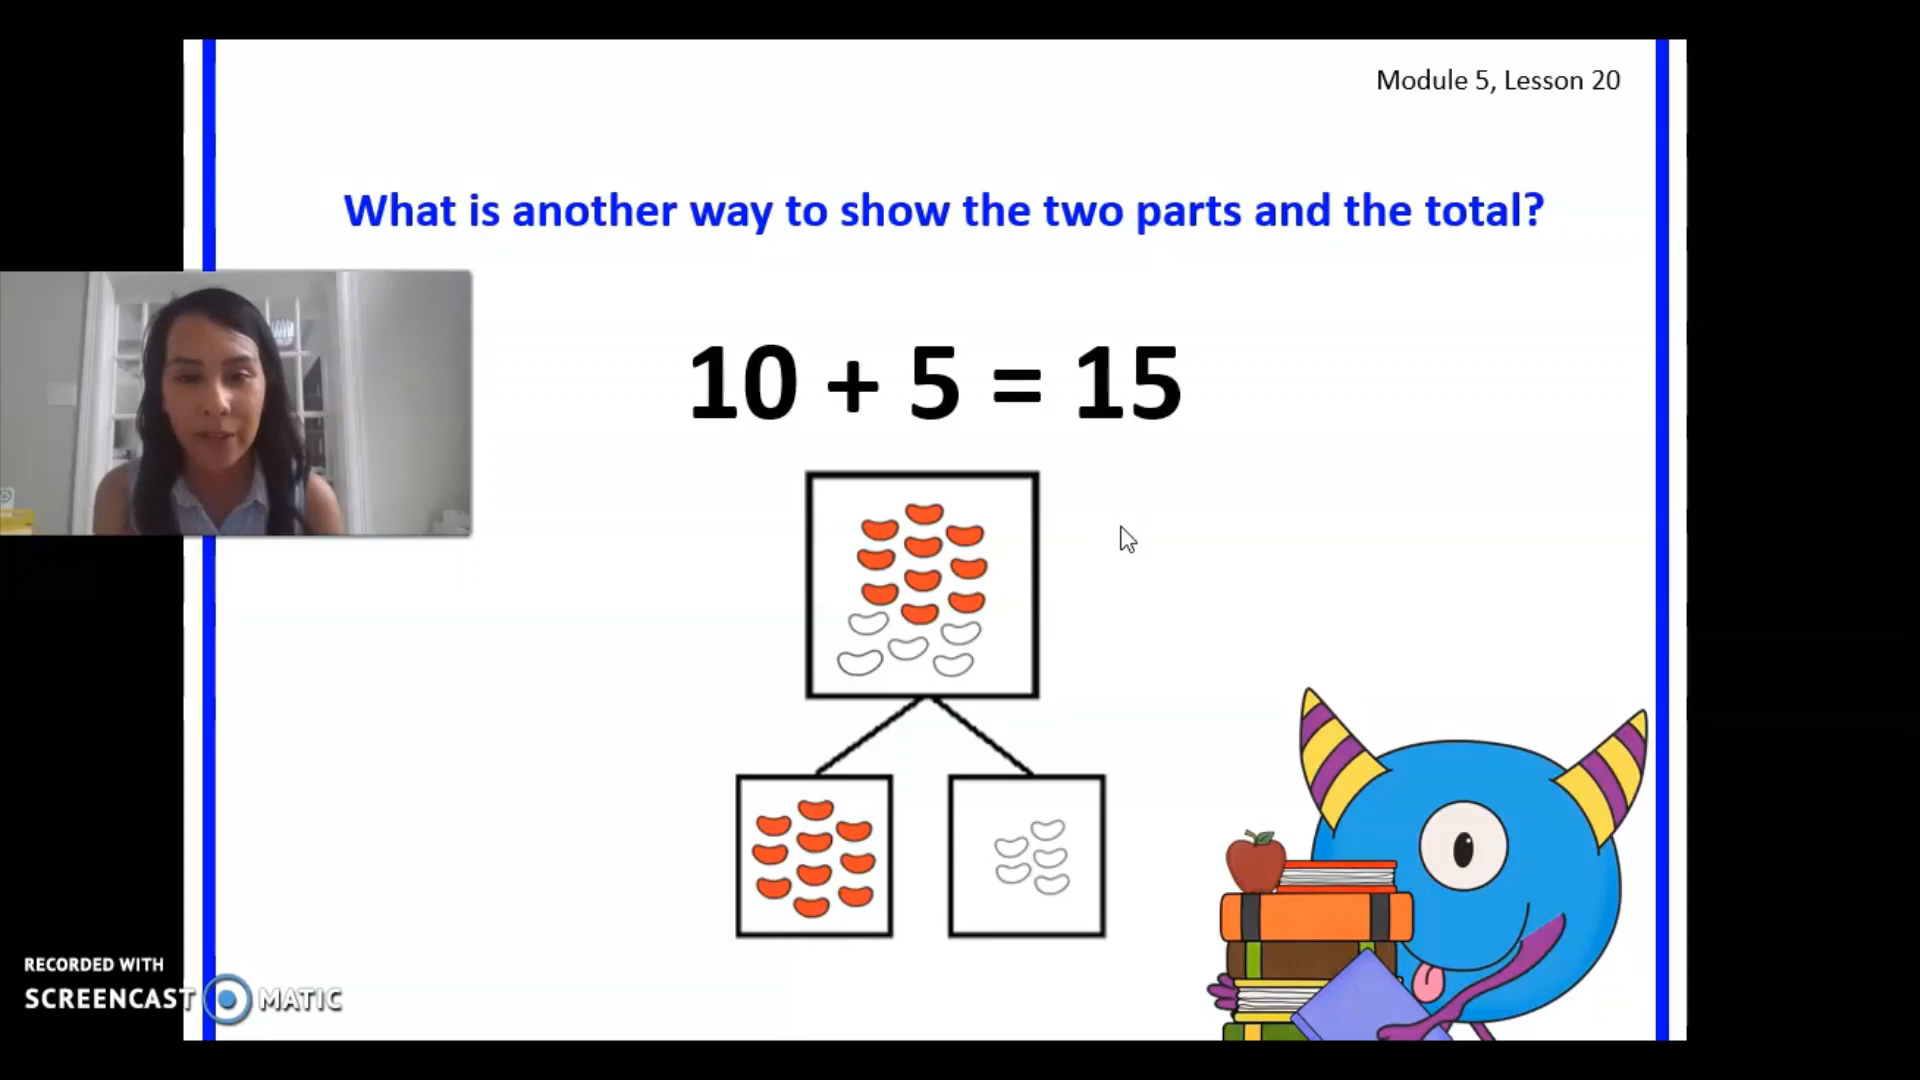 Module 5, Lesson 20
What is another way to show the two parts and the total?
10 + 5 = 15
RECORDED WITH
SCREENCAST MATIC